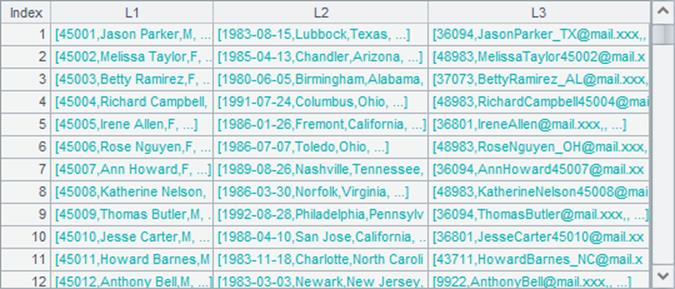 Index L1 L2 L3
1 [45001,Jason Parker,M, ... [1983-08-15,Lubbock,Texas, ...] [36094,JasonParker_TX@mail.xxx,,
2 [45002,Melissa Taylor,F, ... [1985-04-13,Chandler,Arizona, ...] [48983,MelissaTaylor45002@mail.x
3 [45003,Betty Ramirez,F, ... [1980-06-05,Birmingham,Alabama, [37073,BettyRamirez_AL@mail.xxx,
4 [45004,Richard Campbell, [1991-07-24,Columbus,Ohio, ...] [48983,RichardCampbell45004@mai
5 [45005,Irene Allen,F, ...] [1986-01-26,Fremont,California, ...] [36801,IreneAllen@mail.xxx,, ...]
6 [45006,Rose Nguyen,F, ... [1986-07-07,Toledo,Ohio, ...] [48983,RoseNguyen_OH@mail.xxx,
7 [45007,Ann Howard,F, ...] [1989-08-26,Nashville,Tennessee, [36094,AnnHoward45007@mail.xx
8 [45008,Katherine Nelson, [1986-03-30,Norfolk,Virginia, ...] [48983,KatherineNelson45008@mai
9 [45009,Thomas Butler,M, ... [1992-08-28,Philadelphia,Pennsylv [36094,ThomasButler@mail.xxx,, ...]
10 [45010,Jesse Carter,M, ... [1988-04-10,San Jose,California, .. [36801,JesseCarter45010@mail.xx
11 [45011,Howard Barnes,M [1983-11-18,Charlotte,North Caroli [43711,HowardBarnes_NC@mail.x
12 [45012,Anthony Bell,M, ... [1983-03-03,Newark,New Jersey, [9922,AnthonyBell@mail.xxx,, ...]